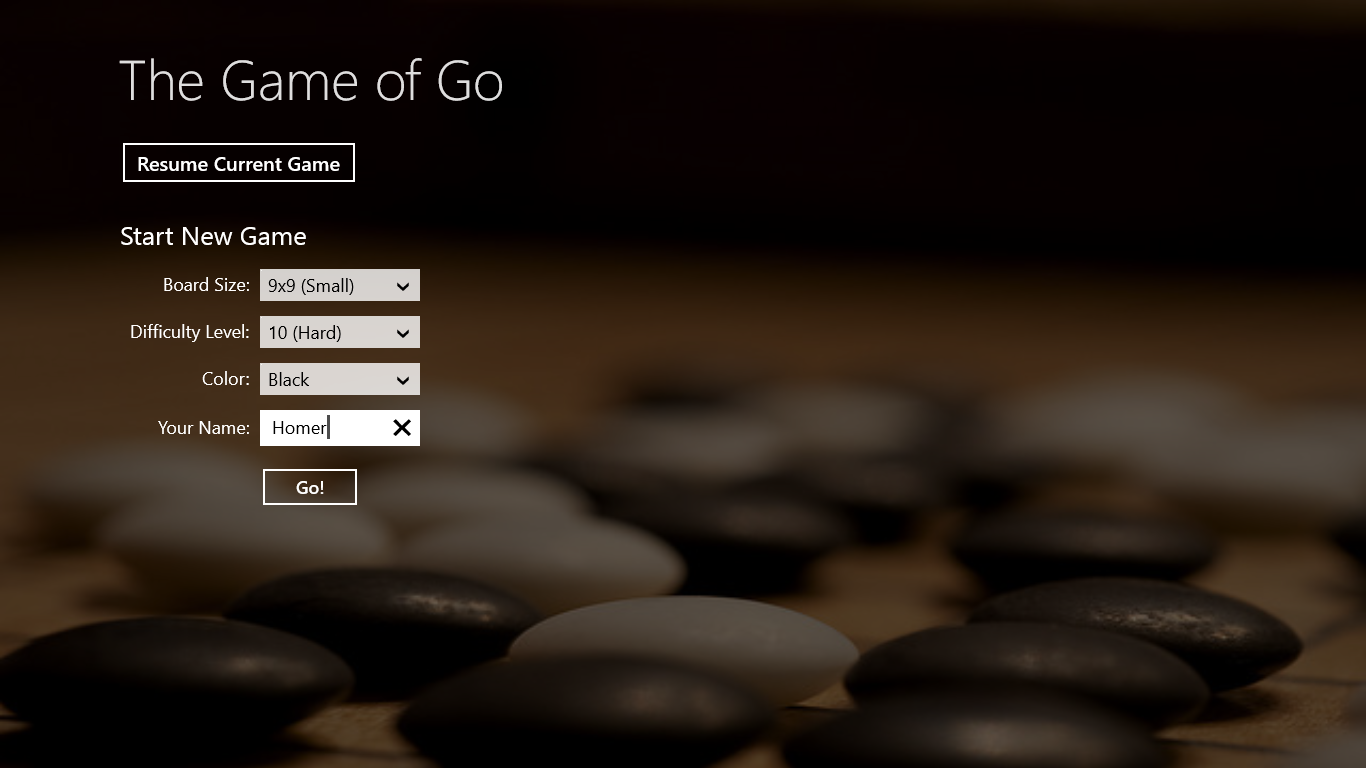 The Game of Go
Resume Current Game
Start New Game
Board Size: 9x9 (Small)
Difficulty Level: 10 (Hard)
Color: Black
Your Name: Homer
Go!